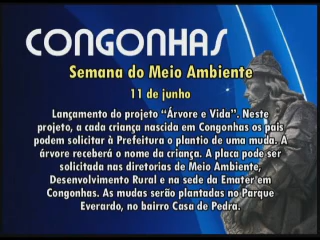 CONGONHAS
Semana do Meio Ambiente
11 de junho
Lançamento do projeto “Árvore e Vida”. Neste
projeto, a cada criança nascida em Congonhas os pais
podem solicitar à Prefeitura o plantio de uma muda. A
árvore receberá o nome da criança. A placa pode ser
solicitada nas diretorias de Meio Ambiente,
Desenvolvimento Rural e na sede da Emater em
Congonhas. As mudas serão plantadas no Parque
Everardo, no bairro Casa de Pedra.